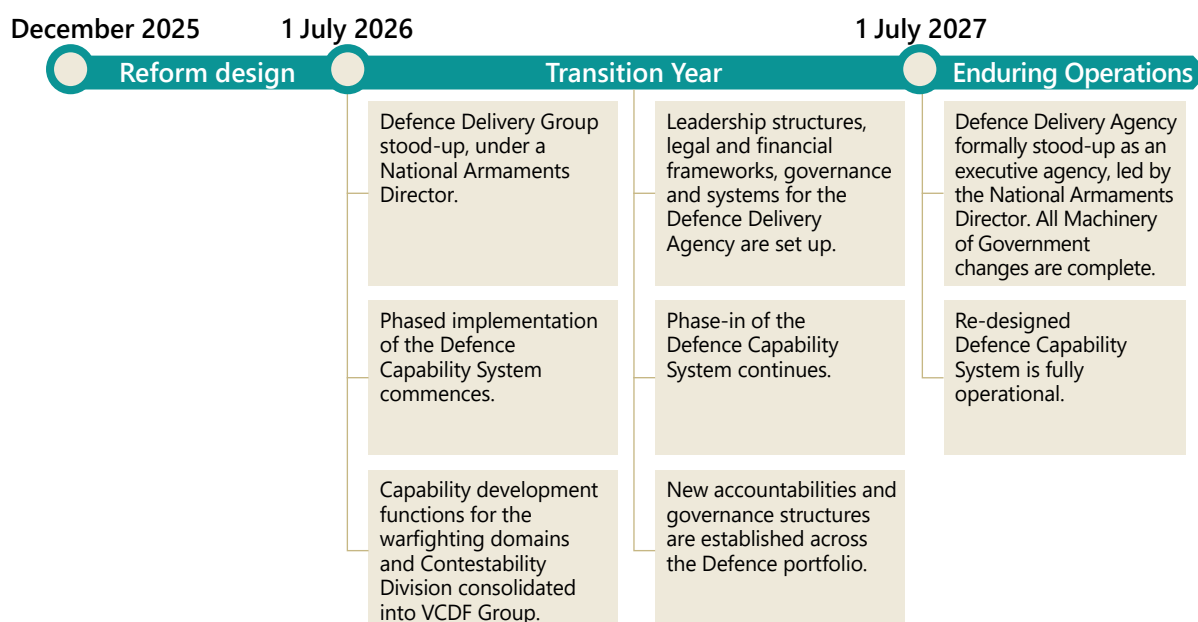 December 2025
1 July 2026
1 July 2027
Reform design
Transition Year
Enduring Operations
Defence Delivery Group
stood-up, under a
National Armaments
Director.
Leadership structures,
legal and financial
frameworks, governance
and systems for the
Defence Delivery
Agency are set up.
Defence Delivery Agency
formally stood-up as an
executive agency, led by
the National Armaments
Director. All Machinery
of Government
changes are complete.
Phased implementation
of the Defence
Capability System
commences.
Phase-in of the
Defence Capability
System continues.
Re-designed
Defence Capability
System is fully
operational.
Capability development
functions for the
warfighting domains
and Contestability
Division consolidated
into VCDF Group.
New accountabilities and
governance structures
are established across
the Defence portfolio.